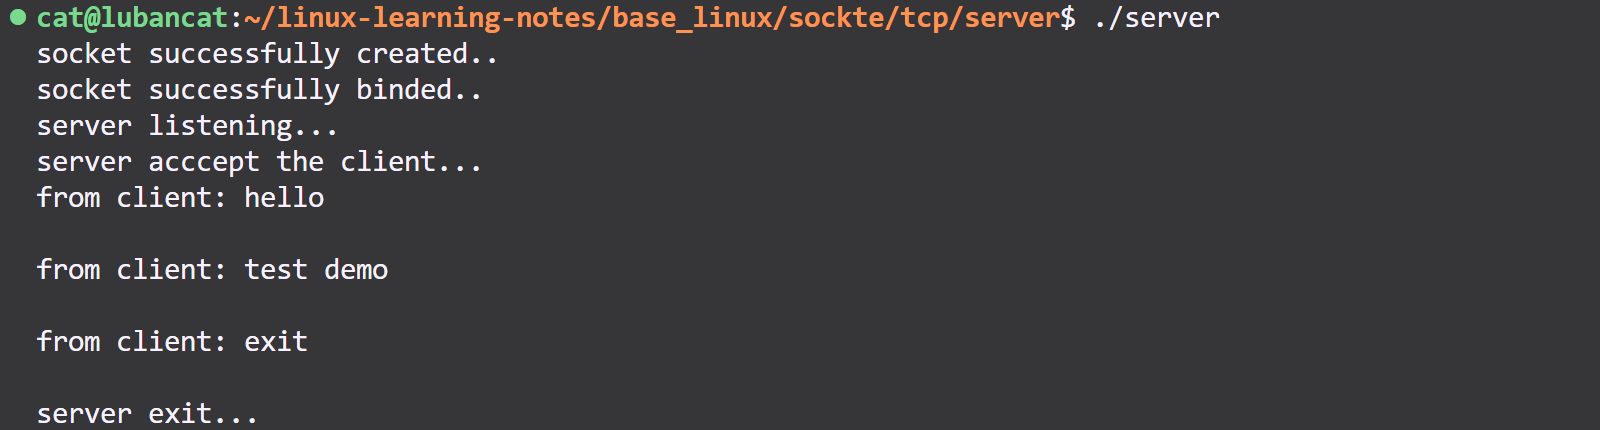 cat@lubancat:~/linux-learning-notes/base_linux/sockte/tcp/server$ ./server
socket successfully created..
socket successfully binded..
server listening...
server acccept the client...
from client: hello
from client: test demo
from client: exit
server exit...